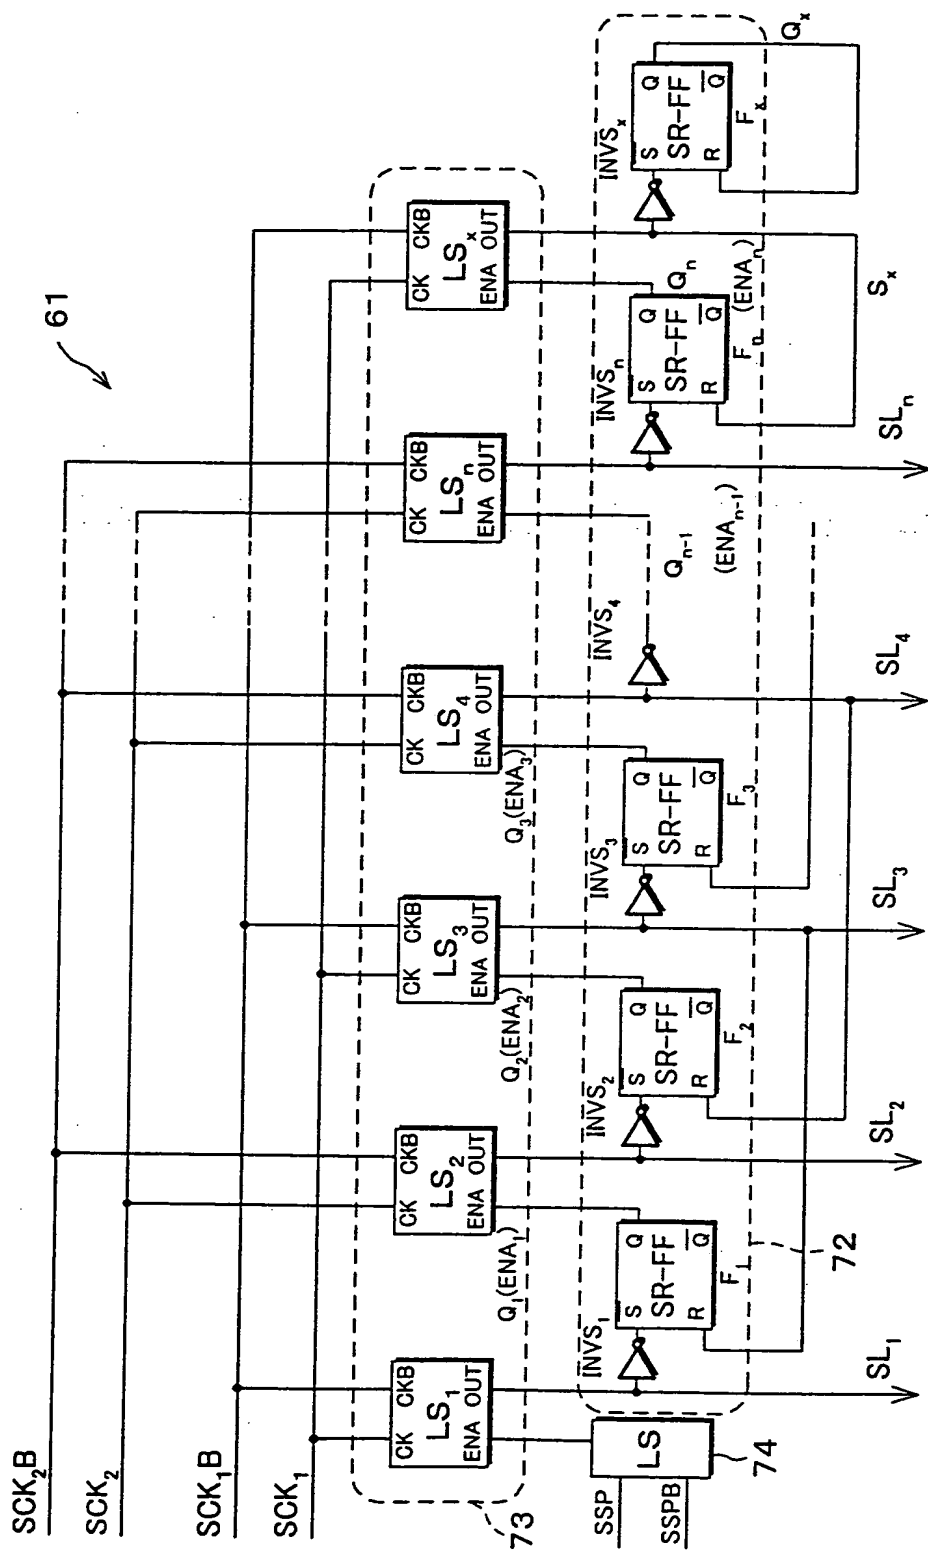 61
SCK₂B
SCK₂
SCK₁B
SCK₁
CK CKB
LS₁
ENA OUT
CK CKB
LS₂
ENA OUT
CK CKB
LS₃
ENA OUT
CK CKB
LS₄
ENA OUT
CK CKB
LSₙ
ENA OUT
CK CKB
LSₓ
ENA OUT
73
Q₁(ENA₁)
Q₂(ENA₂)
Q₃(ENA₃)
Qₙ₋₁
(ENAₙ₋₁)
Qₙ
(ENAₙ)
Qₓ
SSP
SSPB
LS
74
INVS₁
S̅ Q
SR-FF
R Q̅
F₁
INVS₂
S̅ Q
SR-FF
R Q̅
F₂
INVS₃
S̅ Q
SR-FF
R Q̅
F₃
INVS₄
INVSₙ
S̅ Q
SR-FF
R Q̅
Fₙ
INVSₓ
S̅ Q
SR-FF
R Q̅
Fₓ
72
SL₁
SL₂
SL₃
SL₄
SLₙ
Sₓ